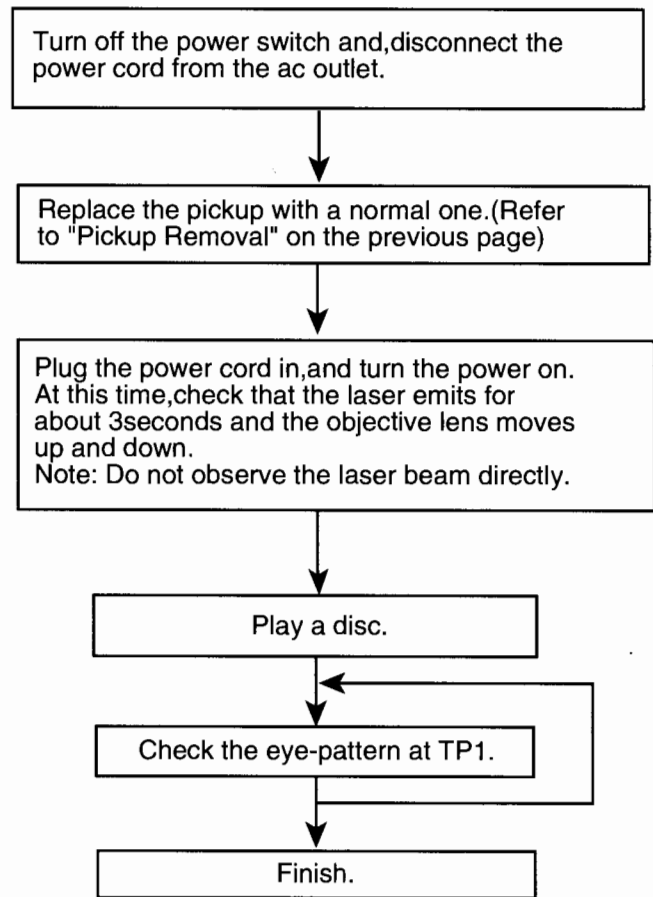 Turn off the power switch and,disconnect the
power cord from the ac outlet.
Replace the pickup with a normal one.(Refer
to "Pickup Removal" on the previous page)
Plug the power cord in,and turn the power on.
At this time,check that the laser emits for
about 3seconds and the objective lens moves
up and down.
Note: Do not observe the laser beam directly.
Play a disc.
Check the eye-pattern at TP1.
Finish.